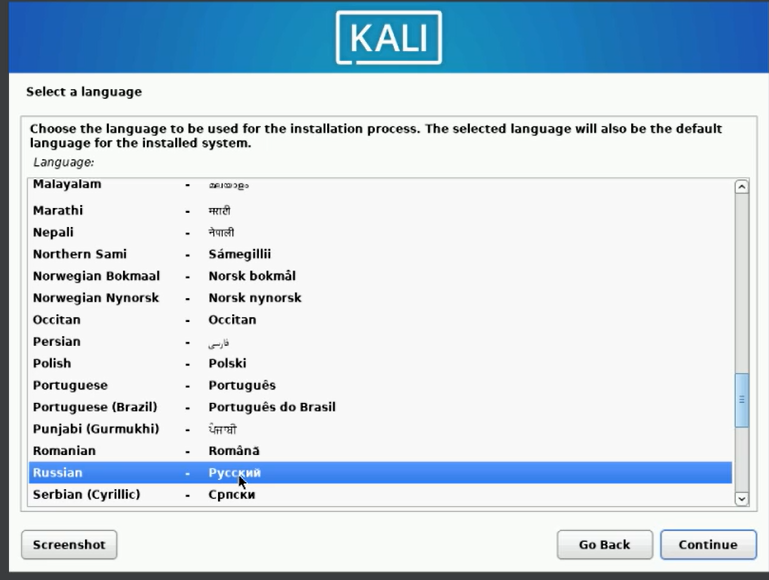 KALI
Select a language
Choose the language to be used for the installation process. The selected language will also be the default
language for the installed system.
Language:
Malayalam - മലയാളം
Marathi - मराठी
Nepali - नेपाली
Northern Sami - Sámegillii
Norwegian Bokmaal - Norsk bokmål
Norwegian Nynorsk - Norsk nynorsk
Occitan - Occitan
Persian - فارسی
Polish - Polski
Portuguese - Português
Portuguese (Brazil) - Português do Brasil
Punjabi (Gurmukhi) - ਪੰਜਾਬੀ
Romanian - Română
Russian - Русский
Serbian (Cyrillic) - Српски
Screenshot Go Back Continue